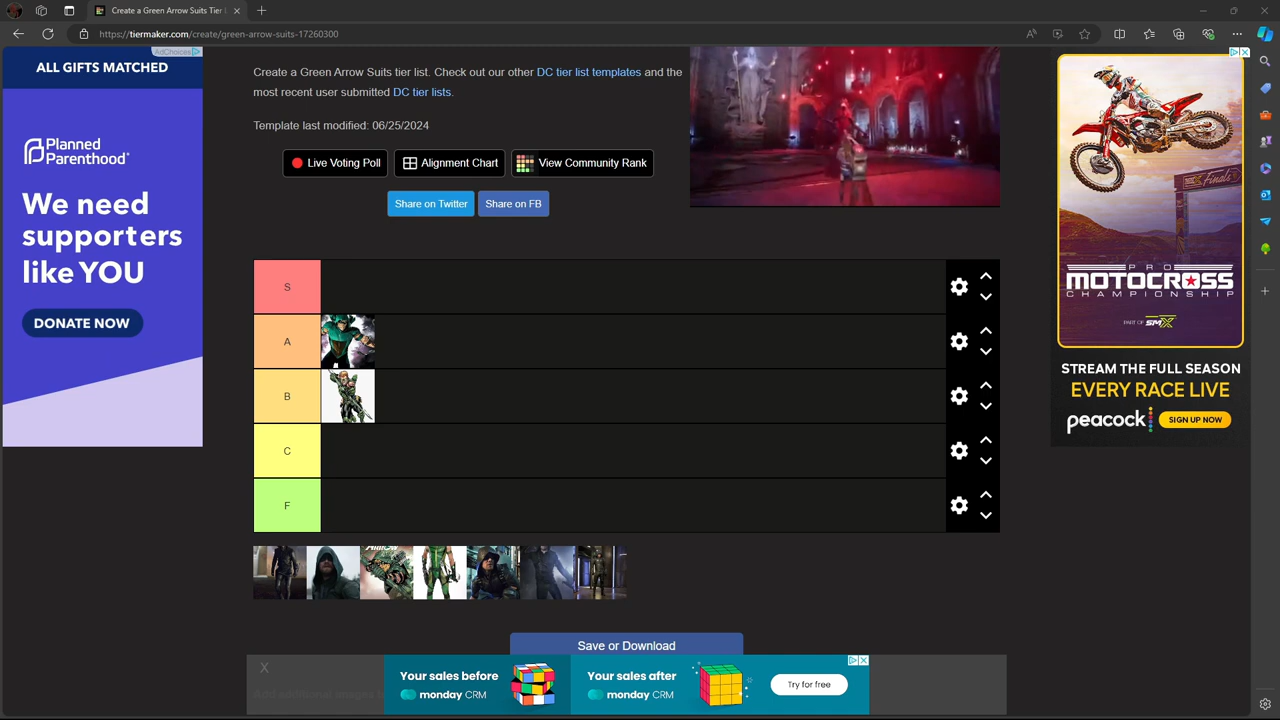 Create a Green Arrow Suits Tier
https://tiermaker.com/create/green-arrow-suits-17260300
AdChoices
ALL GIFTS MATCHED
Planned
Parenthood
We need
supporters
like YOU
DONATE NOW
Create a Green Arrow Suits tier list. Check out our other DC tier list templates and the
most recent user submitted DC tier lists.
Template last modified: 06/25/2024
Live Voting Poll
Alignment Chart
View Community Rank
Share on Twitter
Share on FB
S
A
B
C
F
Save or Download
X
Your sales before
monday CRM
Your sales after
monday CRM
Try for free
Finals
PRO
MOTOCROSS
CHAMPIONSHIP
PART OF SMX
STREAM THE FULL SEASON
EVERY RACE LIVE
peacock
SIGN UP NOW